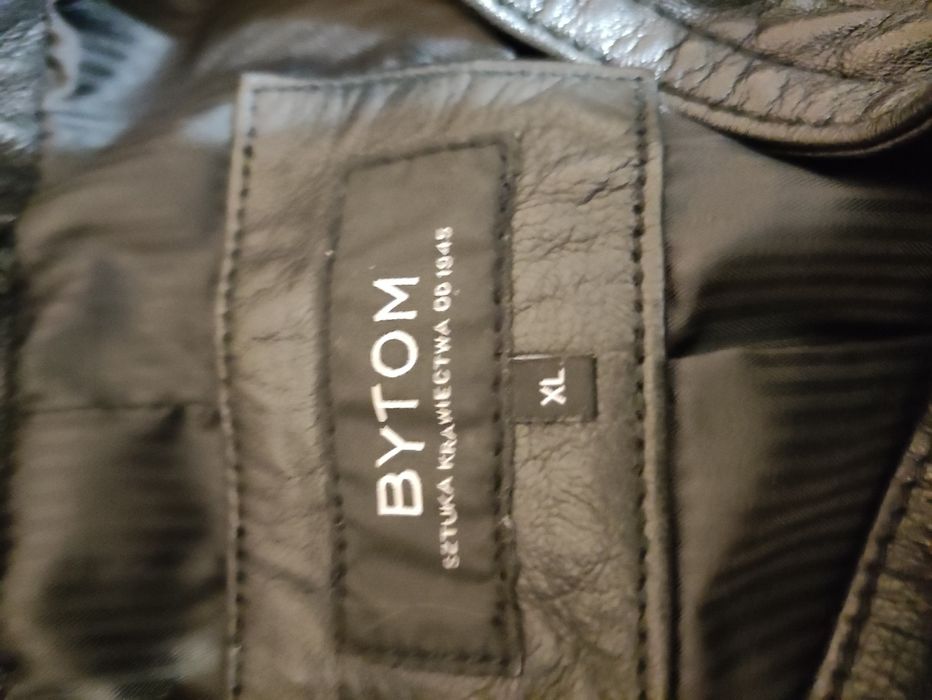 BYTOM
SZTUKA KRAWIECTWA OD 1945
XL